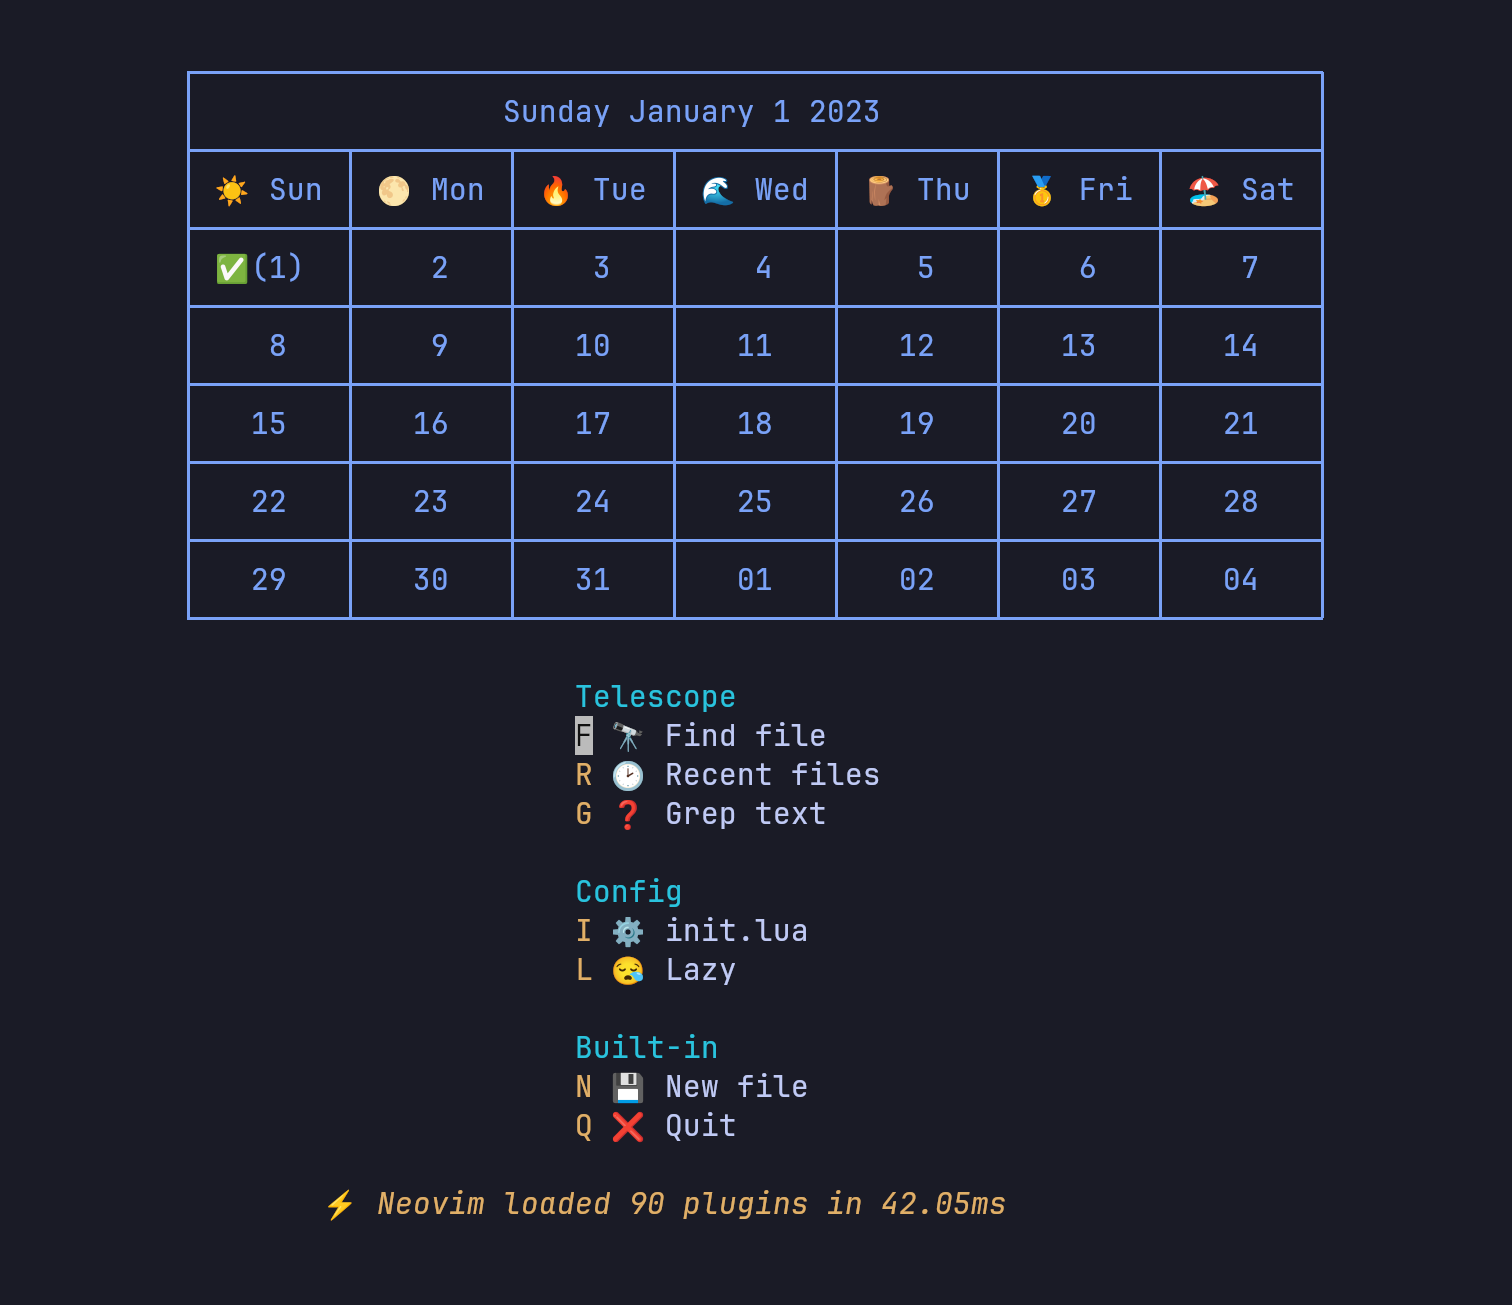 Sunday January 1 2023
☀️ Sun 🌕 Mon 🔥 Tue 🌊 Wed 🪵 Thu 🥇 Fri 🏖️ Sat
✅(1) 2 3 4 5 6 7
8 9 10 11 12 13 14
15 16 17 18 19 20 21
22 23 24 25 26 27 28
29 30 31 01 02 03 04
Telescope
F 🔭 Find file
R 🕑 Recent files
G ❓ Grep text
Config
I ⚙️ init.lua
L 😪 Lazy
Built-in
N 💾 New file
Q ❌ Quit
⚡ Neovim loaded 90 plugins in 42.05ms